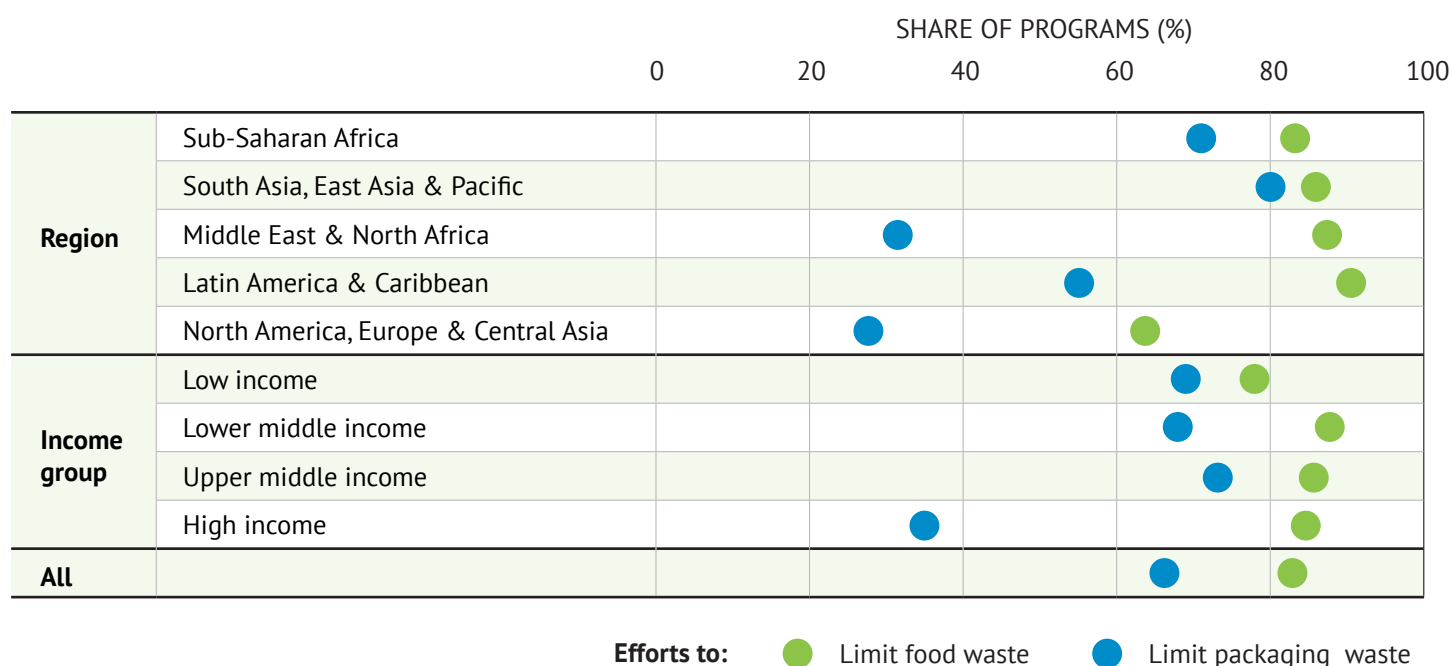 SHARE OF PROGRAMS (%)
0 20 40 60 80 100
Region
Sub-Saharan Africa
South Asia, East Asia & Pacific
Middle East & North Africa
Latin America & Caribbean
North America, Europe & Central Asia
Income
group
Low income
Lower middle income
Upper middle income
High income
All
Efforts to: Limit food waste Limit packaging waste